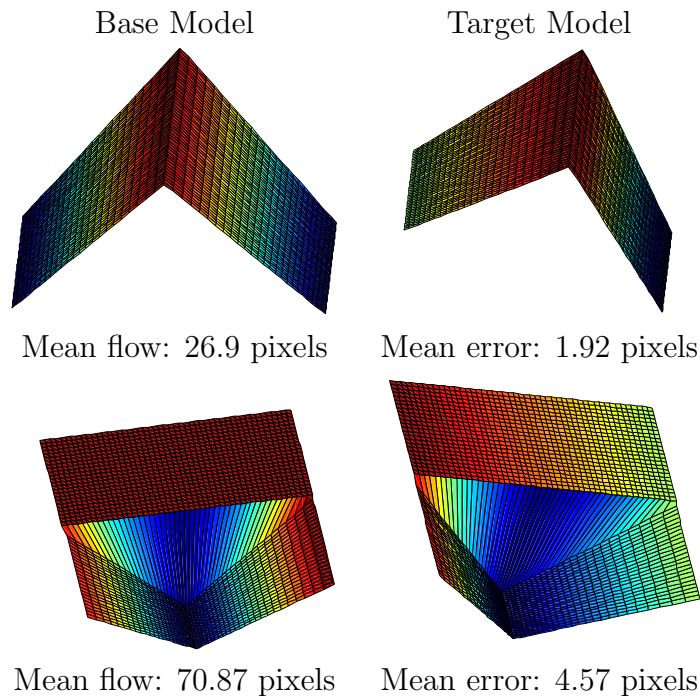 Base Model
Target Model
Mean flow: 26.9 pixels
Mean error: 1.92 pixels
Mean flow: 70.87 pixels
Mean error: 4.57 pixels